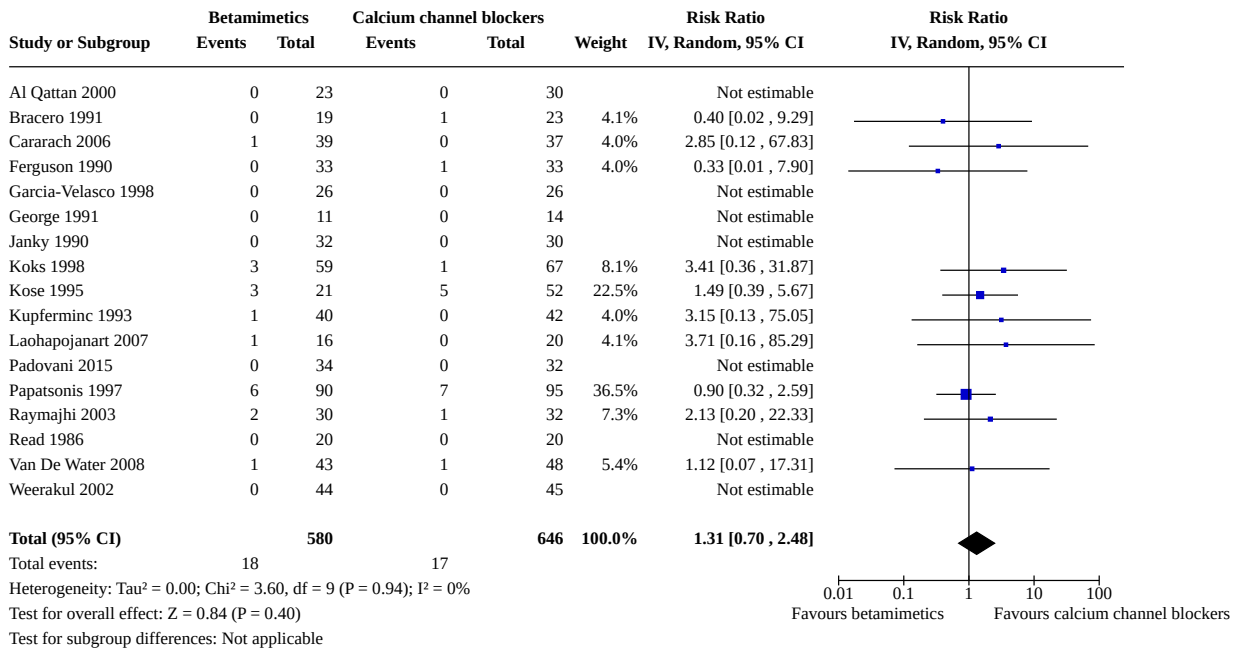 Betamimetics Calcium channel blockers Risk Ratio Risk Ratio
Study or Subgroup Events Total Events Total Weight IV, Random, 95% CI IV, Random, 95% CI
Al Qattan 2000 0 23 0 30 Not estimable
Bracero 1991 0 19 1 23 4.1% 0.40 [0.02 , 9.29]
Cararach 2006 1 39 0 37 4.0% 2.85 [0.12 , 67.83]
Ferguson 1990 0 33 1 33 4.0% 0.33 [0.01 , 7.90]
Garcia-Velasco 1998 0 26 0 26 Not estimable
George 1991 0 11 0 14 Not estimable
Janky 1990 0 32 0 30 Not estimable
Koks 1998 3 59 1 67 8.1% 3.41 [0.36 , 31.87]
Kose 1995 3 21 5 52 22.5% 1.49 [0.39 , 5.67]
Kupferminc 1993 1 40 0 42 4.0% 3.15 [0.13 , 75.05]
Laohapojanart 2007 1 16 0 20 4.1% 3.71 [0.16 , 85.29]
Padovani 2015 0 34 0 32 Not estimable
Papatsonis 1997 6 90 7 95 36.5% 0.90 [0.32 , 2.59]
Raymajhi 2003 2 30 1 32 7.3% 2.13 [0.20 , 22.33]
Read 1986 0 20 0 20 Not estimable
Van De Water 2008 1 43 1 48 5.4% 1.12 [0.07 , 17.31]
Weerakul 2002 0 44 0 45 Not estimable
Total (95% CI) 580 646 100.0% 1.31 [0.70 , 2.48]
Total events: 18 17
Heterogeneity: Tau² = 0.00; Chi² = 3.60, df = 9 (P = 0.94); I² = 0%
0.01 0.1 1 10 100
Test for overall effect: Z = 0.84 (P = 0.40) Favours betamimetics Favours calcium channel blockers
Test for subgroup differences: Not applicable